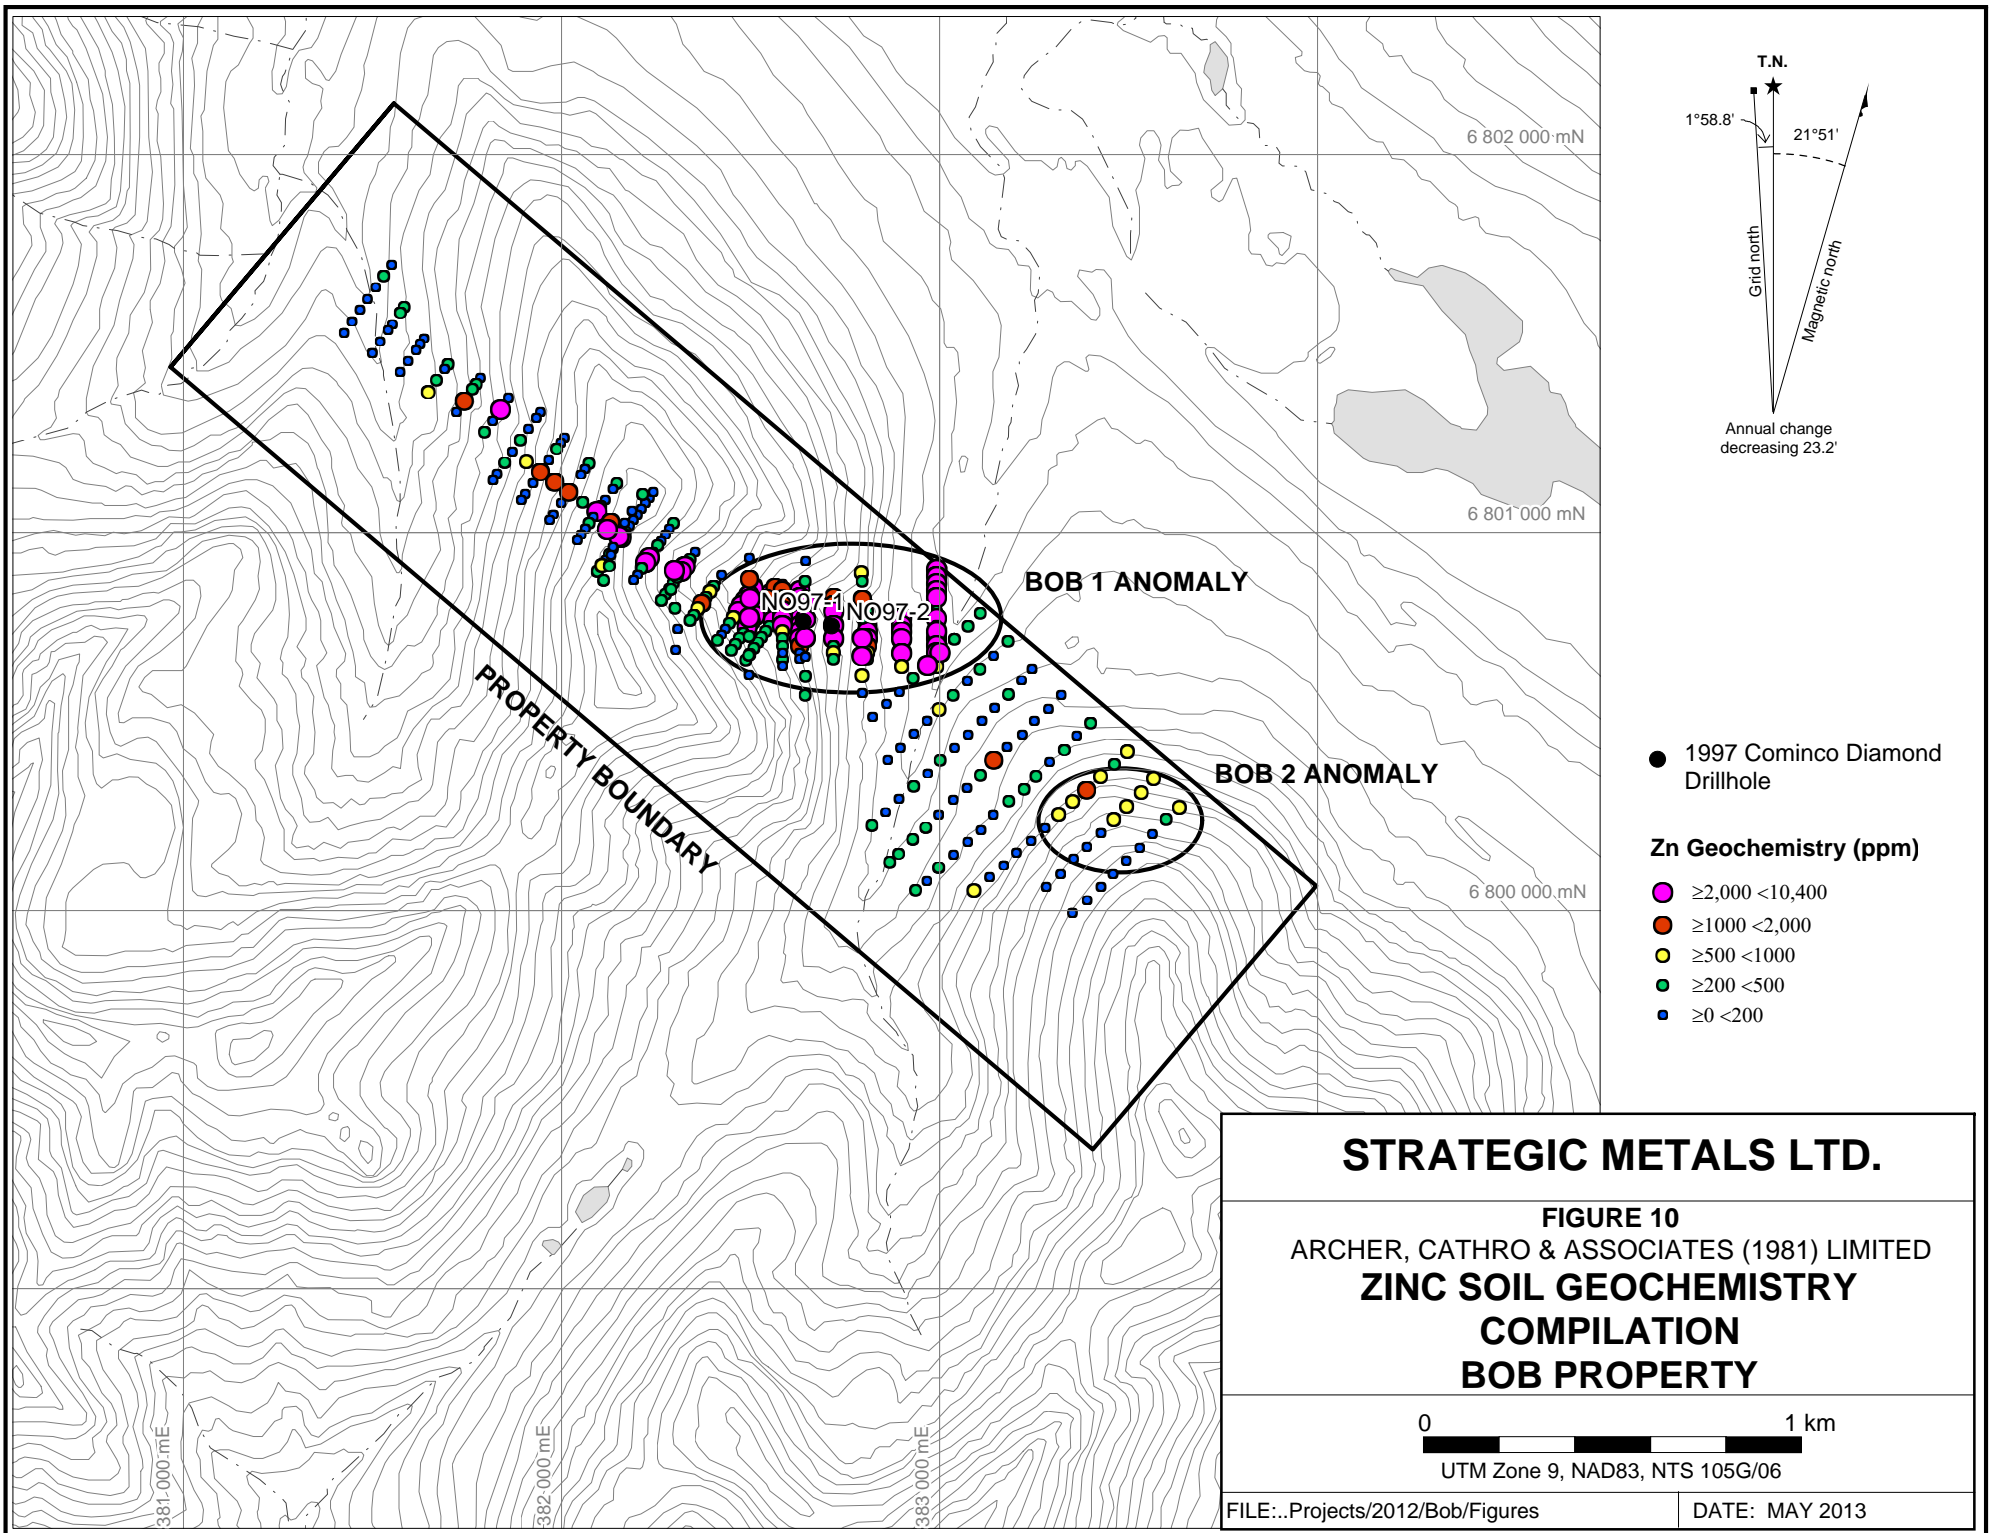 T.N.
1°58.8'
21°51'
Grid north
Magnetic north
Annual change
decreasing 23.2'
6 802 000 mN
6 801 000 mN
6 800 000 mN
381 000 mE
382 000 mE
383 000 mE
BOB 1 ANOMALY
NO97-1
NO97-2
BOB 2 ANOMALY
PROPERTY BOUNDARY
1997 Cominco Diamond
Drillhole
Zn Geochemistry (ppm)
≥2,000 <10,400
≥1000 <2,000
≥500 <1000
≥200 <500
≥0 <200
STRATEGIC METALS LTD.
FIGURE 10
ARCHER, CATHRO & ASSOCIATES (1981) LIMITED
ZINC SOIL GEOCHEMISTRY
COMPILATION
BOB PROPERTY
0 1 km
UTM Zone 9, NAD83, NTS 105G/06
FILE:..Projects/2012/Bob/Figures
DATE: MAY 2013